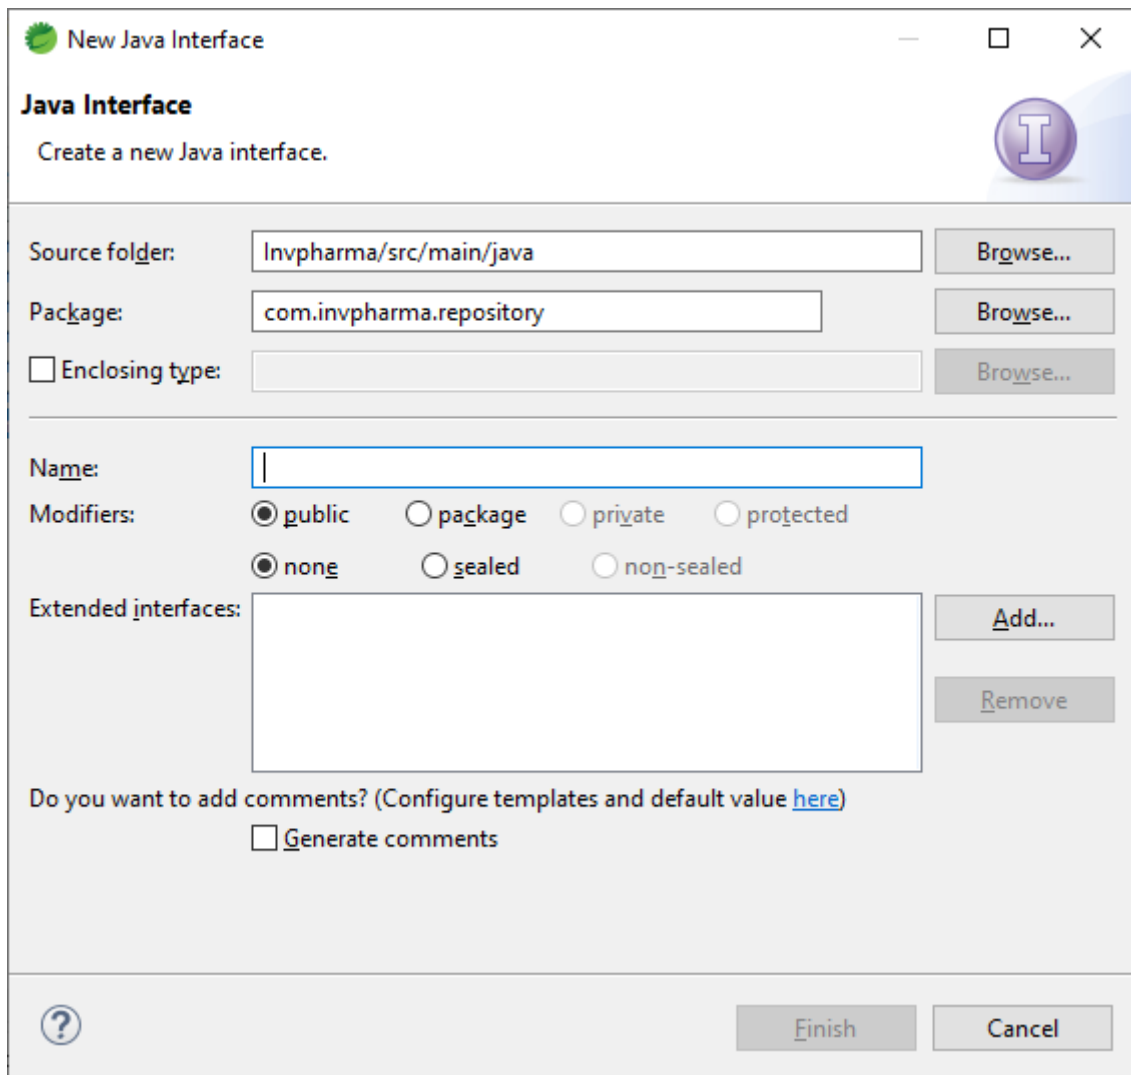 New Java Interface
Java Interface
Create a new Java interface.
Source folder: Invpharma/src/main/java Browse...
Package: com.invpharma.repository Browse...
Enclosing type: Browse...
Name:
Modifiers: public package private protected
none sealed non-sealed
Extended interfaces: Add...
Remove
Do you want to add comments? (Configure templates and default value here)
Generate comments
Finish Cancel